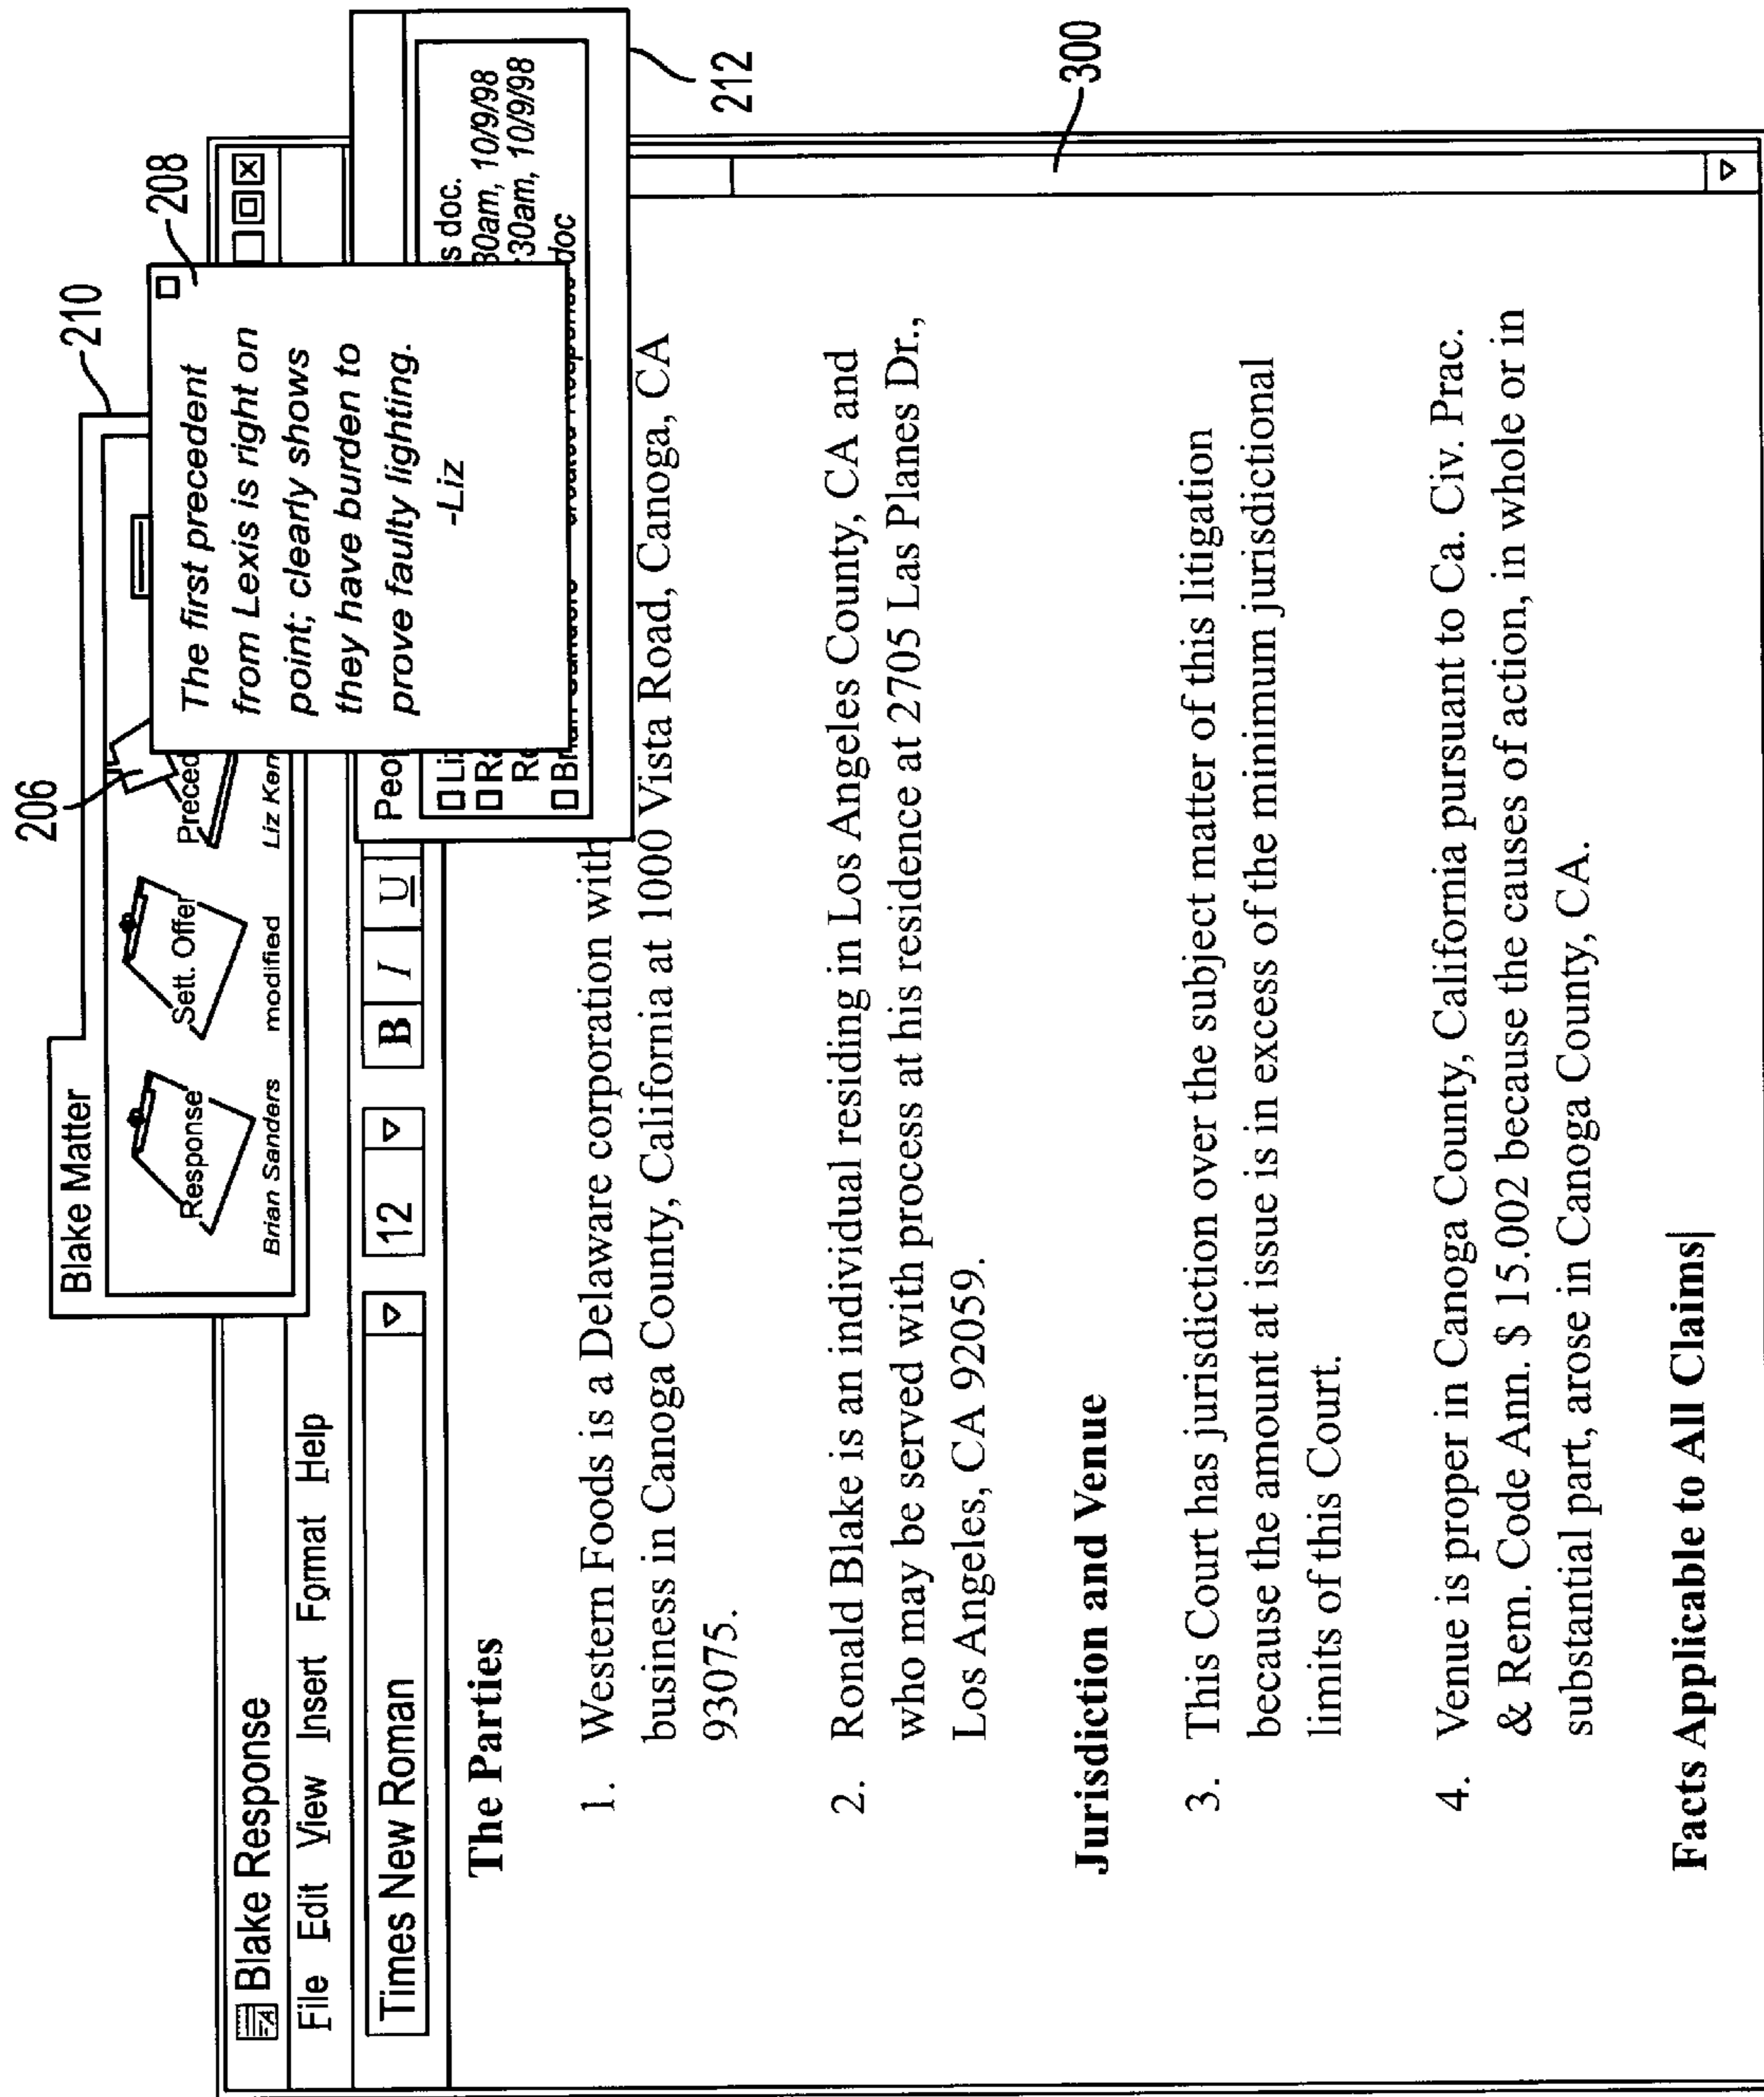 206
210
208
212
300
Blake Matter
Response
Sett. Offer
Preced
Brian Sanders
modified
Liz Ken
The first precedent
from Lexis is right on
point; clearly shows
they have burden to
prove faulty lighting.
-Liz
Peop
Liz
s doc.
30am, 10/9/98
:30am, 10/9/98
doc
Blake Response
File Edit View Insert Format Help
Times New Roman 12 B I U
The Parties
1. Western Foods is a Delaware corporation with
business in Canoga County, California at 1000 Vista Road, Canoga, CA
93075.
2. Ronald Blake is an individual residing in Los Angeles County, CA and
who may be served with process at his residence at 2705 Las Planes Dr.,
Los Angeles, CA 92059.
Jurisdiction and Venue
3. This Court has jurisdiction over the subject matter of this litigation
because the amount at issue is in excess of the minimum jurisdictional
limits of this Court.
4. Venue is proper in Canoga County, California pursuant to Ca. Civ. Prac.
& Rem. Code Ann. $ 15.002 because the causes of action, in whole or in
substantial part, arose in Canoga County, CA.
Facts Applicable to All Claims